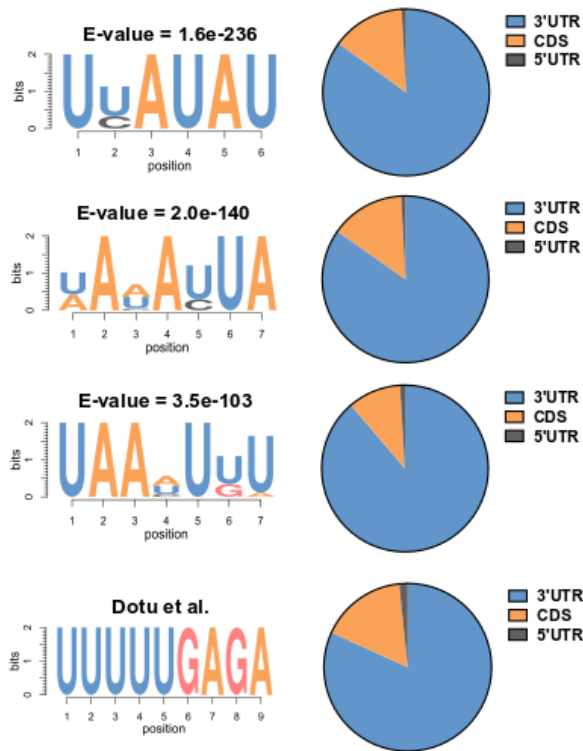 E-value = 1.6e-236
bits
0 1 2
UUAUAU
C
1 2 3 4 5 6
position
3'UTR
CDS
5'UTR
E-value = 2.0e-140
bits
0 1 2
UAAAUUA
A U C
1 2 3 4 5 6 7
position
3'UTR
CDS
5'UTR
E-value = 3.5e-103
bits
0 1 2
UAAAUUU
U G A
1 2 3 4 5 6 7
position
3'UTR
CDS
5'UTR
Dotu et al.
bits
0 1 2
UUUUUGAGA
1 2 3 4 5 6 7 8 9
position
3'UTR
CDS
5'UTR